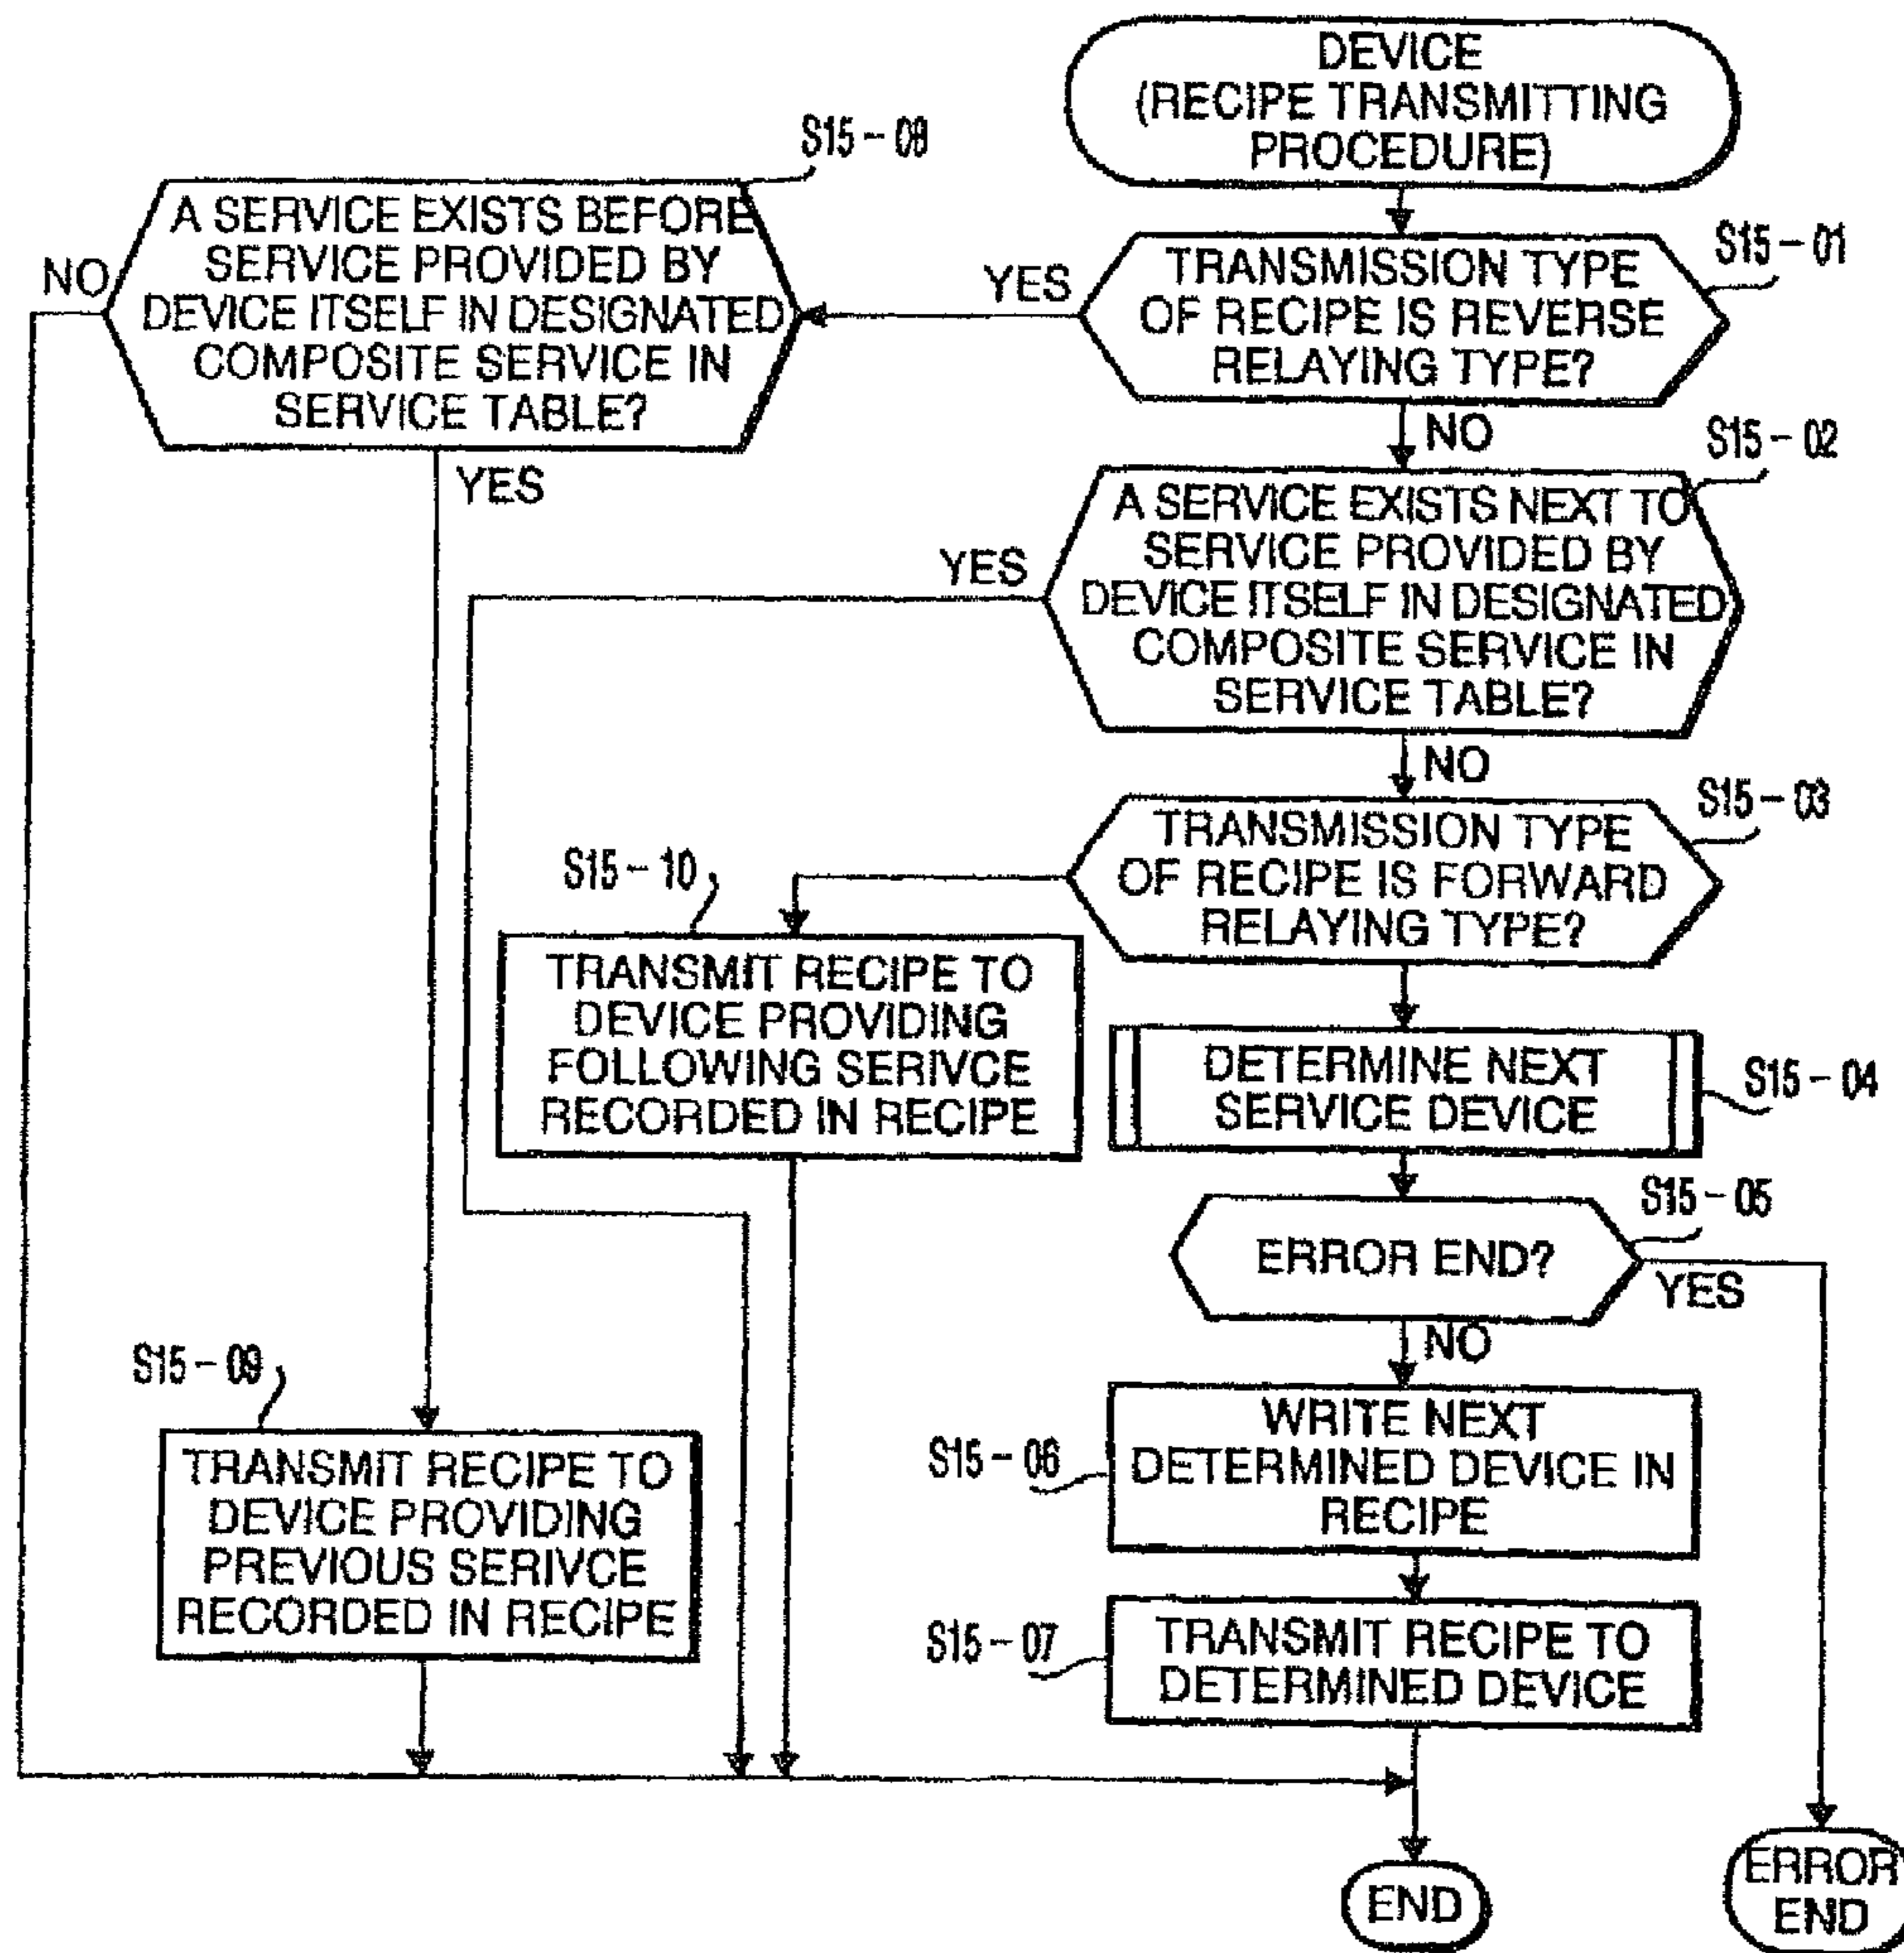 DEVICE
(RECIPE TRANSMITTING
PROCEDURE)
S15-01
TRANSMISSION TYPE
OF RECIPE IS REVERSE
RELAYING TYPE?
YES
NO
S15-08
A SERVICE EXISTS BEFORE
SERVICE PROVIDED BY
DEVICE ITSELF IN DESIGNATED
COMPOSITE SERVICE IN
SERVICE TABLE?
NO
YES
S15-02
A SERVICE EXISTS NEXT TO
SERVICE PROVIDED BY
DEVICE ITSELF IN DESIGNATED
COMPOSITE SERVICE IN
SERVICE TABLE?
YES
NO
S15-03
TRANSMISSION TYPE
OF RECIPE IS FORWARD
RELAYING TYPE?
S15-10
TRANSMIT RECIPE TO
DEVICE PROVIDING
FOLLOWING SERIVCE
RECORDED IN RECIPE
DETERMINE NEXT
SERVICE DEVICE
S15-04
S15-05
ERROR END?
YES
NO
S15-09
TRANSMIT RECIPE TO
DEVICE PROVIDING
PREVIOUS SERIVCE
RECORDED IN RECIPE
S15-06
WRITE NEXT
DETERMINED DEVICE IN
RECIPE
S15-07
TRANSMIT RECIPE TO
DETERMINED DEVICE
END
ERROR
END